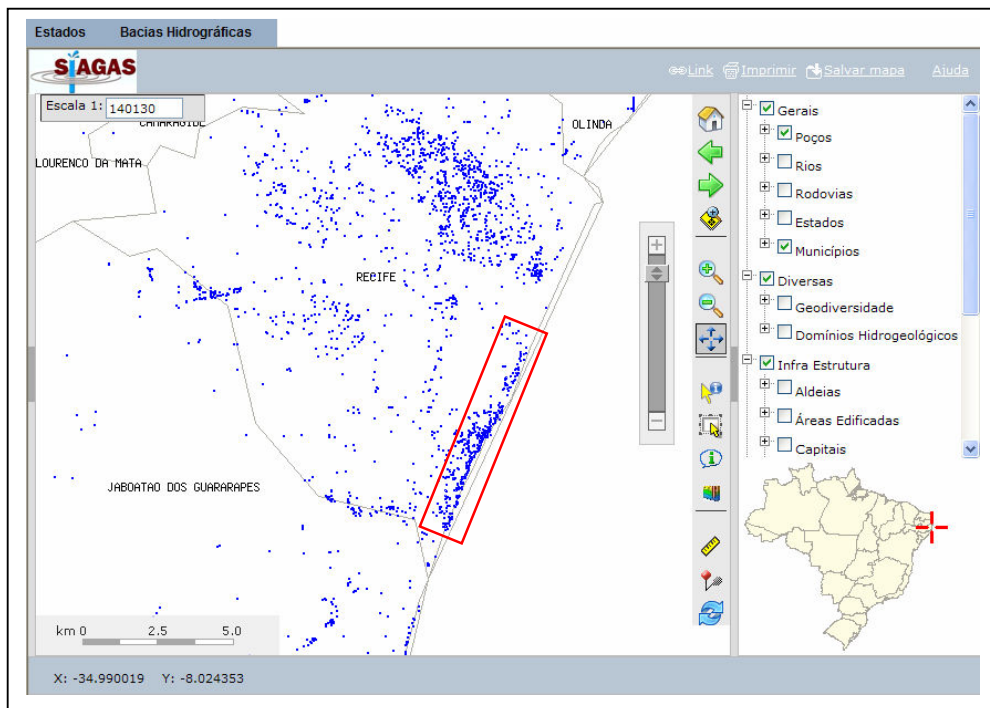 Estados Bacias Hidrográficas
SIAGAS
Link Imprimir Salvar mapa Ajuda
Escala 1: 140130
CAMARAGIBE
OLINDA
LOURENCO DA MATA
RECIFE
JABOATAO DOS GUARARAPES
km 0 2.5 5.0
Gerais
Poços
Rios
Rodovias
Estados
Municípios
Diversas
Geodiversidade
Domínios Hidrogeológicos
Infra Estrutura
Aldeias
Áreas Edificadas
Capitais
X: -34.990019 Y: -8.024353